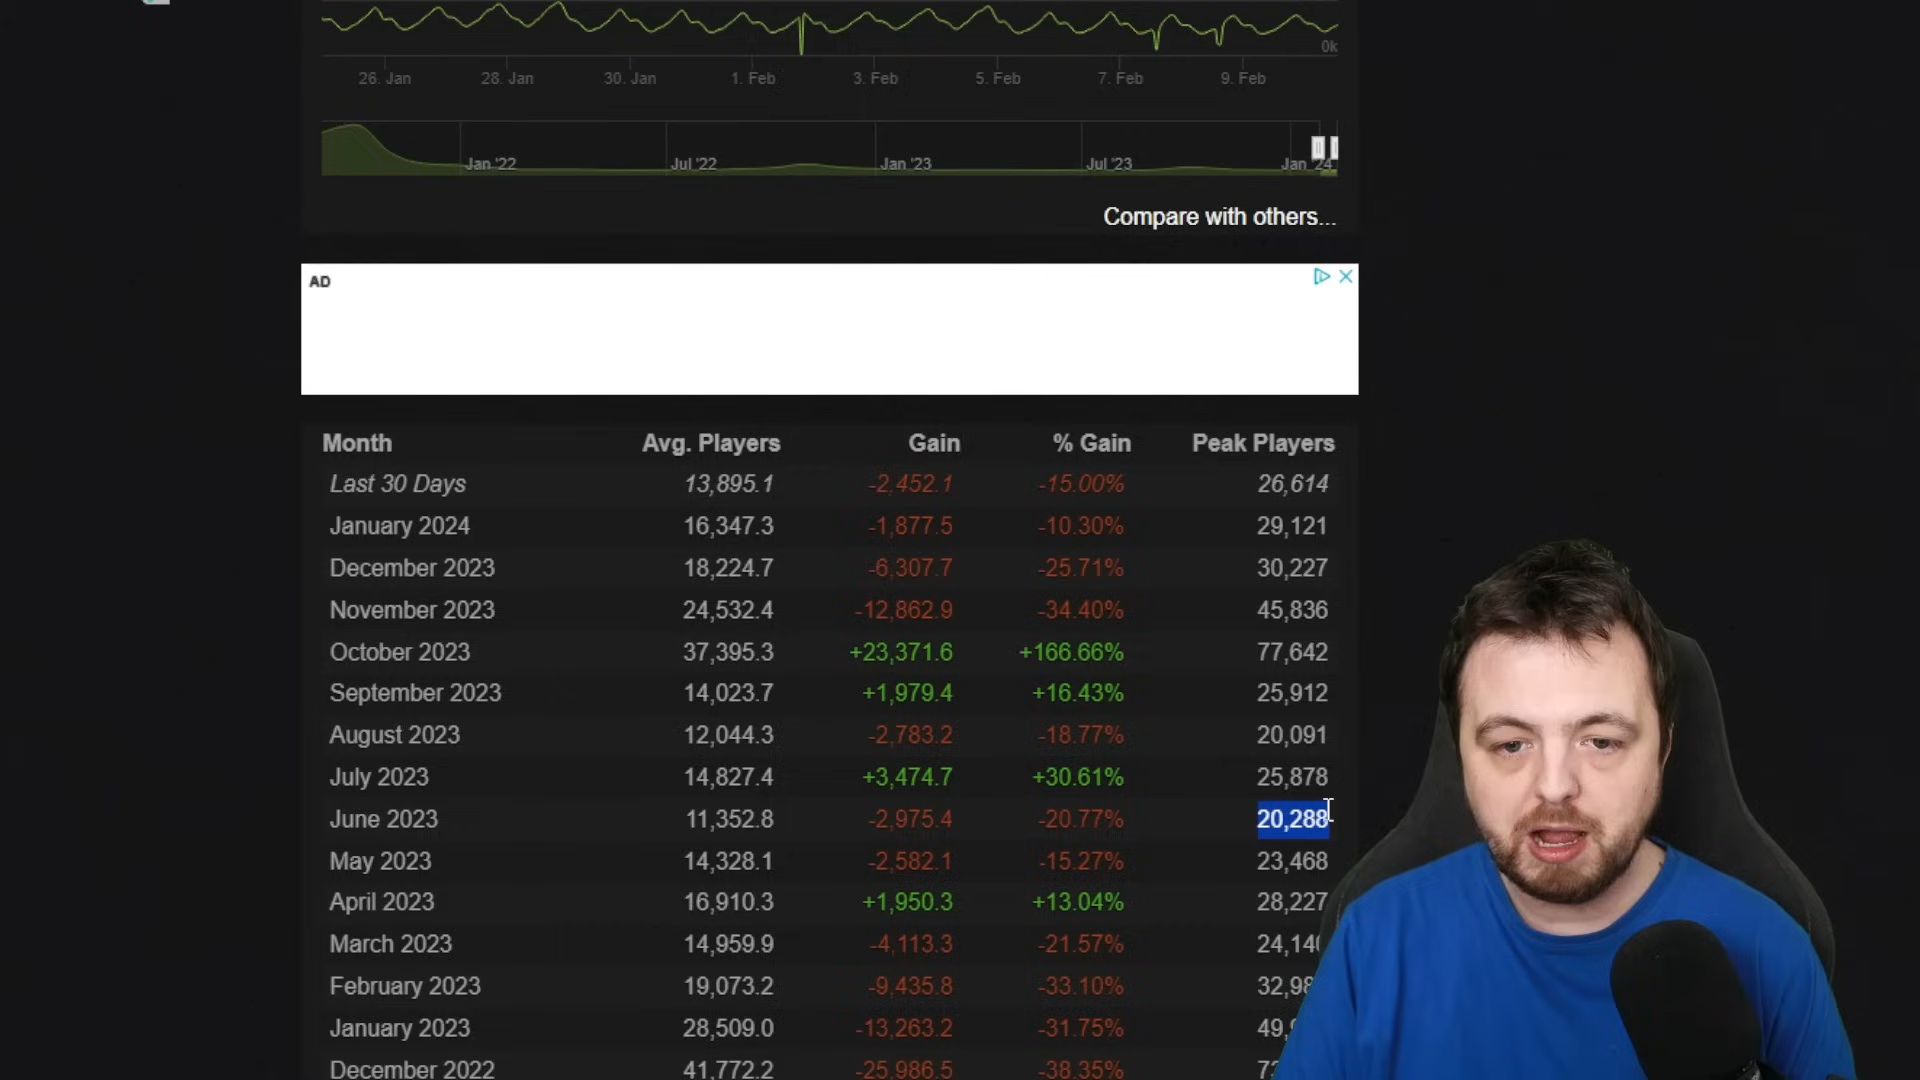 0k
26. Jan 28. Jan 30. Jan 1. Feb 3. Feb 5. Feb 7. Feb 9. Feb
Jan '22 Jul '22 Jan '23 Jul '23 Jan '24
Compare with others...
AD
Month Avg. Players Gain % Gain Peak Players
Last 30 Days 13,895.1 -2,452.1 -15.00% 26,614
January 2024 16,347.3 -1,877.5 -10.30% 29,121
December 2023 18,224.7 -6,307.7 -25.71% 30,227
November 2023 24,532.4 -12,862.9 -34.40% 45,836
October 2023 37,395.3 +23,371.6 +166.66% 77,642
September 2023 14,023.7 +1,979.4 +16.43% 25,912
August 2023 12,044.3 -2,783.2 -18.77% 20,091
July 2023 14,827.4 +3,474.7 +30.61% 25,878
June 2023 11,352.8 -2,975.4 -20.77% 20,288
May 2023 14,328.1 -2,582.1 -15.27% 23,468
April 2023 16,910.3 +1,950.3 +13.04% 28,227
March 2023 14,959.9 -4,113.3 -21.57%
February 2023 19,073.2 -9,435.8 -33.10%
January 2023 28,509.0 -13,263.2 -31.75%
December 2022 41,772.2 -25,986.5 -38.35%